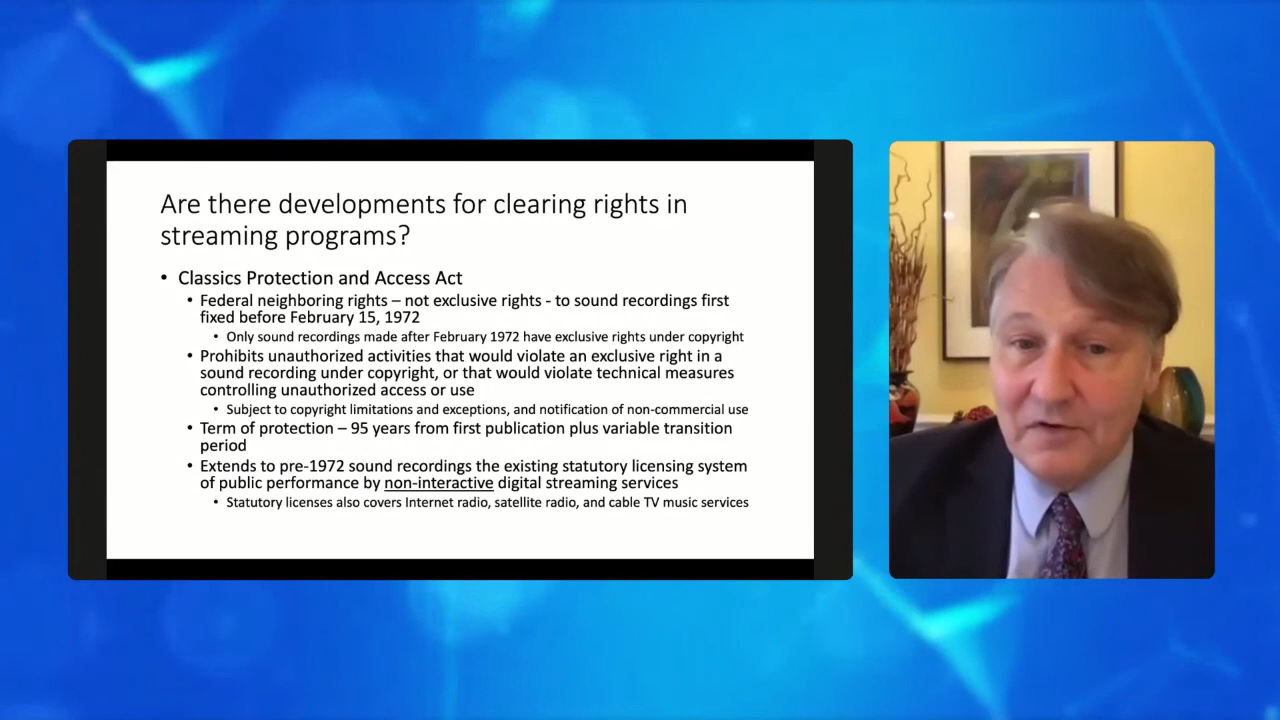 Are there developments for clearing rights in
streaming programs?
• Classics Protection and Access Act
• Federal neighboring rights – not exclusive rights - to sound recordings first
fixed before February 15, 1972
• Only sound recordings made after February 1972 have exclusive rights under copyright
• Prohibits unauthorized activities that would violate an exclusive right in a
sound recording under copyright, or that would violate technical measures
controlling unauthorized access or use
• Subject to copyright limitations and exceptions, and notification of non-commercial use
• Term of protection – 95 years from first publication plus variable transition
period
• Extends to pre-1972 sound recordings the existing statutory licensing system
of public performance by non-interactive digital streaming services
• Statutory licenses also covers Internet radio, satellite radio, and cable TV music services